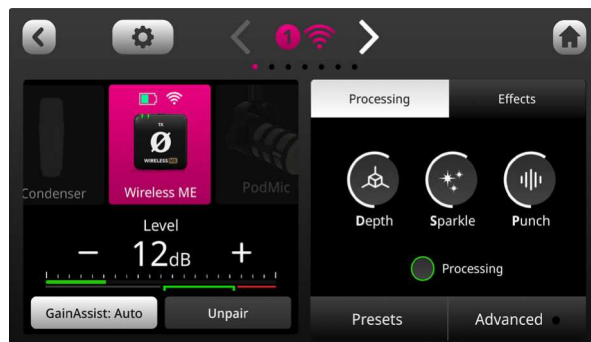 1
Processing
Effects
TX
WIRELESS ME
Condenser
Wireless ME
PodMic
Depth
Sparkle
Punch
Level
− 12dB +
Processing
GainAssist: Auto
Unpair
Presets
Advanced